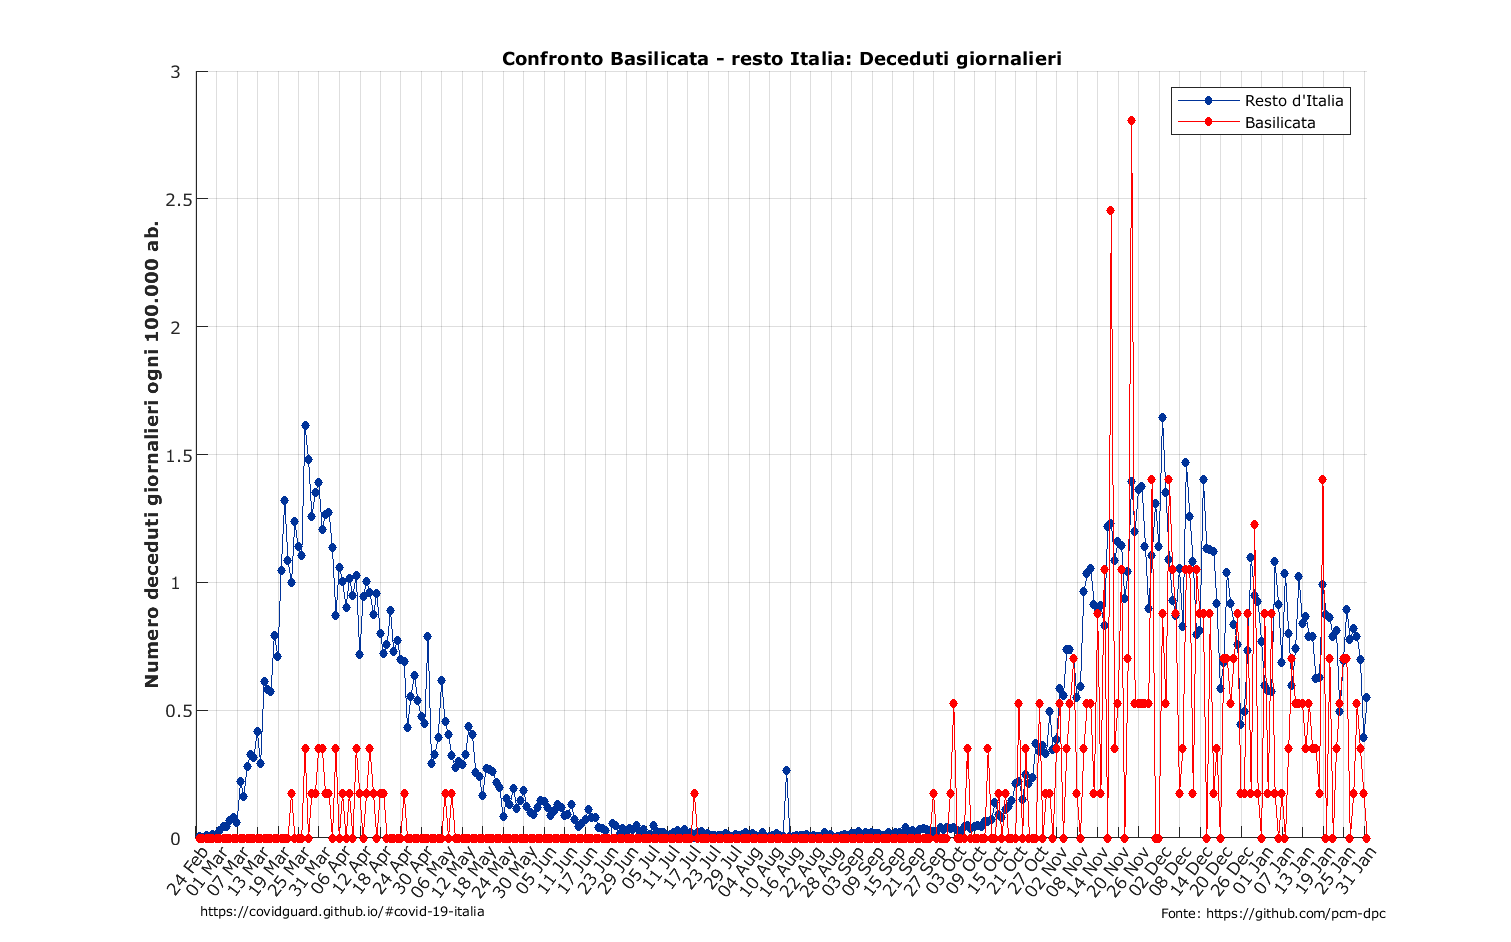 Confronto Basilicata - resto Italia: Deceduti giornalieri
Resto d'Italia
Basilicata
Numero deceduti giornalieri ogni 100.000 ab.
3
2.5
2
1.5
1
0.5
0
24 Feb
01 Mar
07 Mar
13 Mar
19 Mar
25 Mar
31 Mar
06 Apr
12 Apr
18 Apr
24 Apr
30 Apr
06 May
12 May
18 May
24 May
30 May
05 Jun
11 Jun
17 Jun
23 Jun
29 Jun
05 Jul
11 Jul
17 Jul
23 Jul
29 Jul
04 Aug
10 Aug
16 Aug
22 Aug
28 Aug
03 Sep
09 Sep
15 Sep
21 Sep
27 Sep
03 Oct
09 Oct
15 Oct
21 Oct
27 Oct
02 Nov
08 Nov
14 Nov
20 Nov
26 Nov
02 Dec
08 Dec
14 Dec
20 Dec
26 Dec
01 Jan
07 Jan
13 Jan
19 Jan
25 Jan
31 Jan
https://covidguard.github.io/#covid-19-italia
Fonte: https://github.com/pcm-dpc